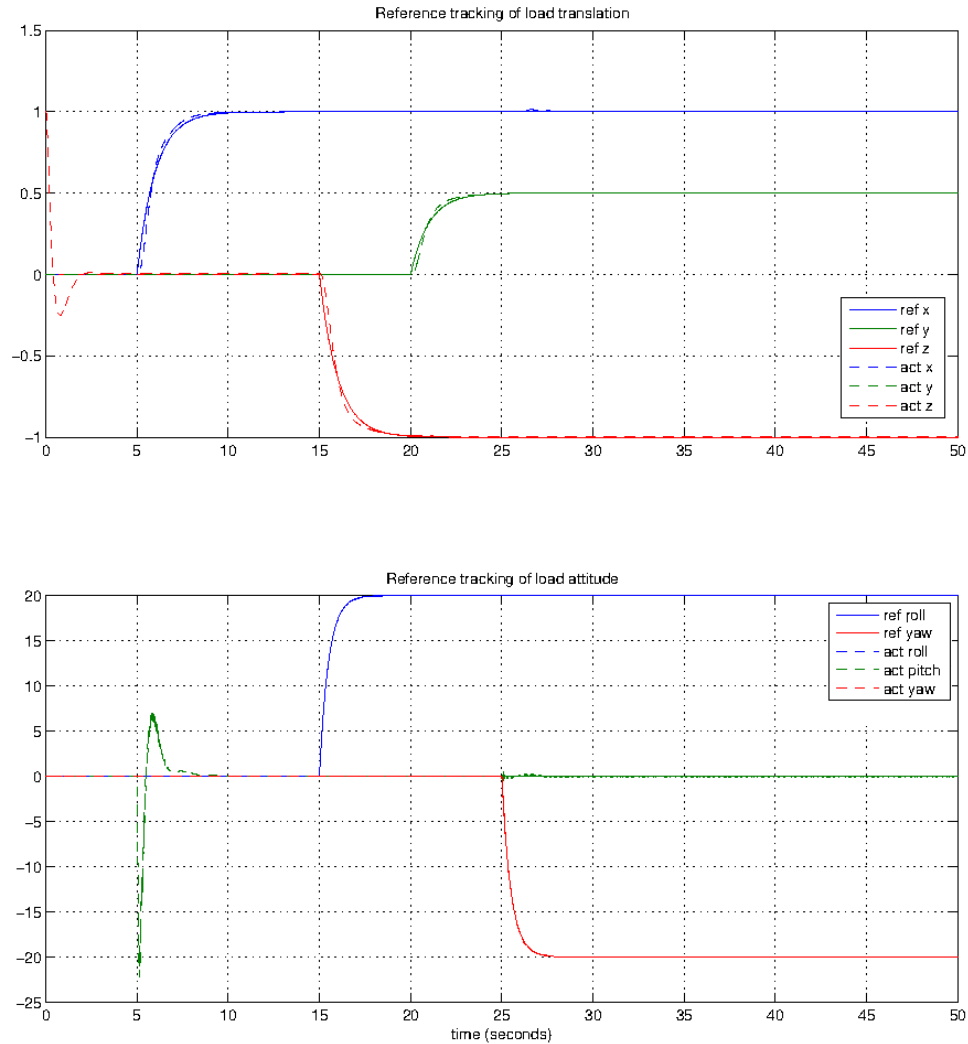 Reference tracking of load translation
1.5
1
0.5
0
−0.5
−1
0 5 10 15 20 25 30 35 40 45 50
ref x
ref y
ref z
act x
act y
act z
Reference tracking of load attitude
20
15
10
5
0
−5
−10
−15
−20
−25
0 5 10 15 20 25 30 35 40 45 50
time (seconds)
ref roll
ref yaw
act roll
act pitch
act yaw